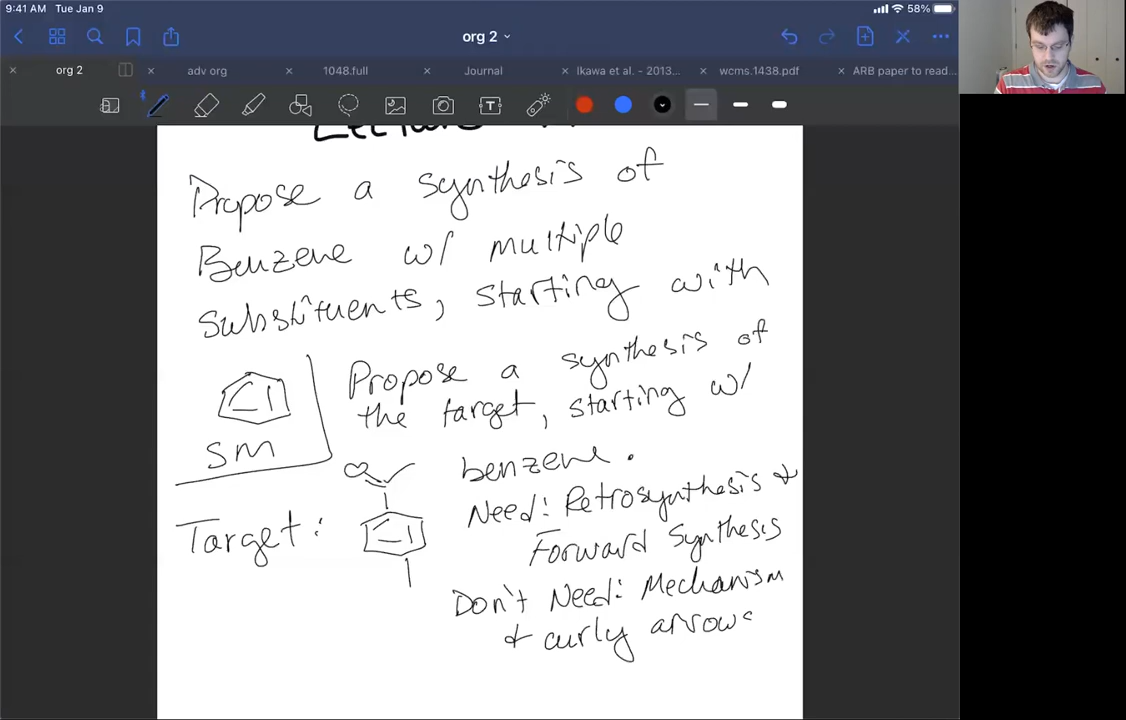 9:41 AM Tue Jan 9
58%
org 2
org 2
adv org
1048.full
Journal
Ikawa et al. - 2013...
wcms.1438.pdf
ARB paper to read...
Propose a synthesis of
Benzene w/ multiple
substituents, starting with
SM
Propose a synthesis of
the target, starting w/
benzene.
Target:
O
Need: Retrosynthesis &
Forward Synthesis
Don't Need: Mechanism
& curly arrows